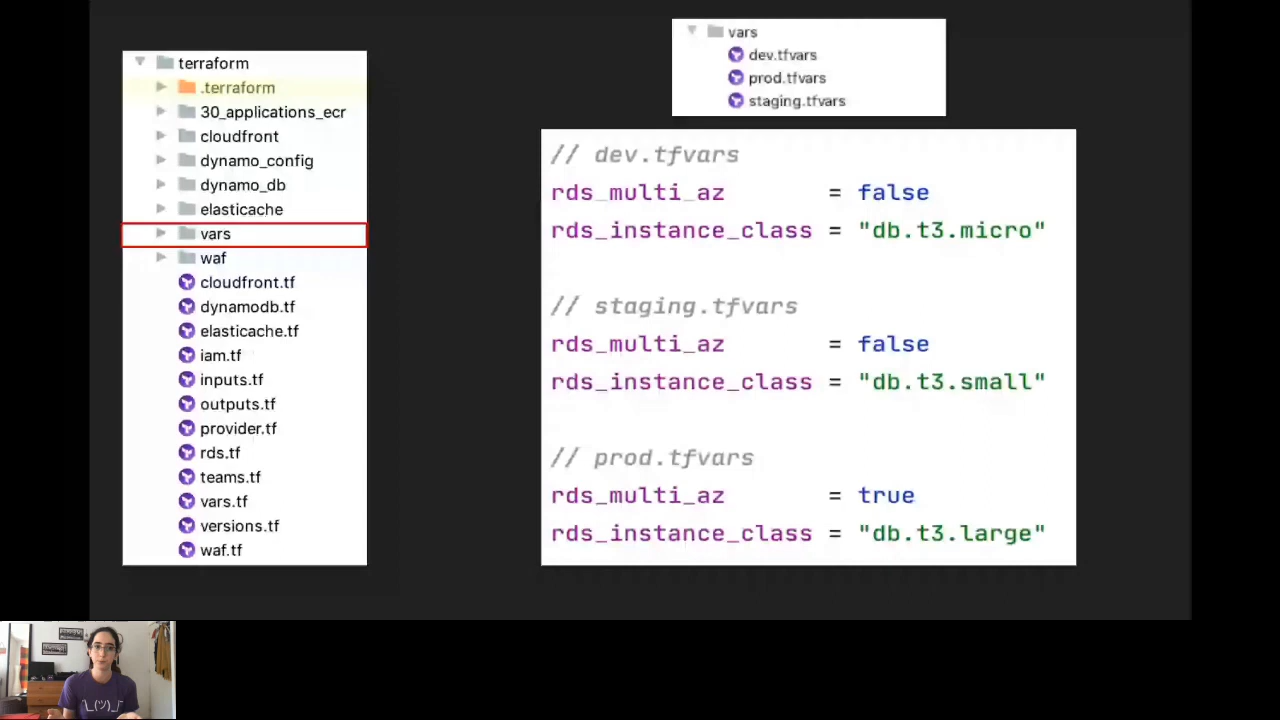 terraform
.terraform
30_applications_ecr
cloudfront
dynamo_config
dynamo_db
elasticache
vars
waf
cloudfront.tf
dynamodb.tf
elasticache.tf
iam.tf
inputs.tf
outputs.tf
provider.tf
rds.tf
teams.tf
vars.tf
versions.tf
waf.tf
vars
dev.tfvars
prod.tfvars
staging.tfvars
// dev.tfvars
rds_multi_az = false
rds_instance_class = "db.t3.micro"
// staging.tfvars
rds_multi_az = false
rds_instance_class = "db.t3.small"
// prod.tfvars
rds_multi_az = true
rds_instance_class = "db.t3.large"
¯\_(ツ)_/¯